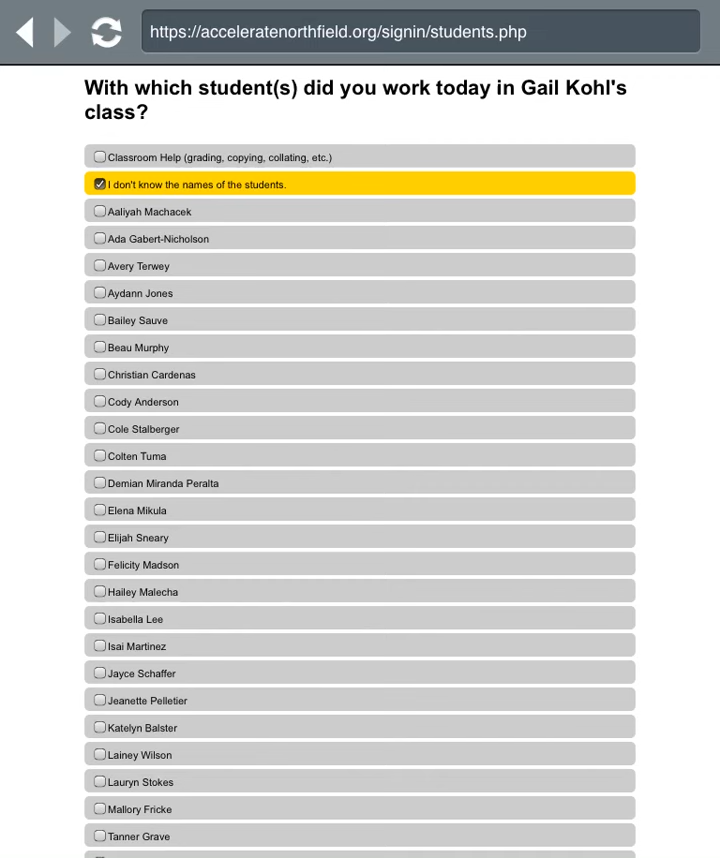 https://acceleratenorthfield.org/signin/students.php
With which student(s) did you work today in Gail Kohl's
class?
Classroom Help (grading, copying, collating, etc.)
I don't know the names of the students.
Aaliyah Machacek
Ada Gabert-Nicholson
Avery Terwey
Aydann Jones
Bailey Sauve
Beau Murphy
Christian Cardenas
Cody Anderson
Cole Stalberger
Colten Tuma
Demian Miranda Peralta
Elena Mikula
Elijah Sneary
Felicity Madson
Hailey Malecha
Isabella Lee
Isai Martinez
Jayce Schaffer
Jeanette Pelletier
Katelyn Balster
Lainey Wilson
Lauryn Stokes
Mallory Fricke
Tanner Grave